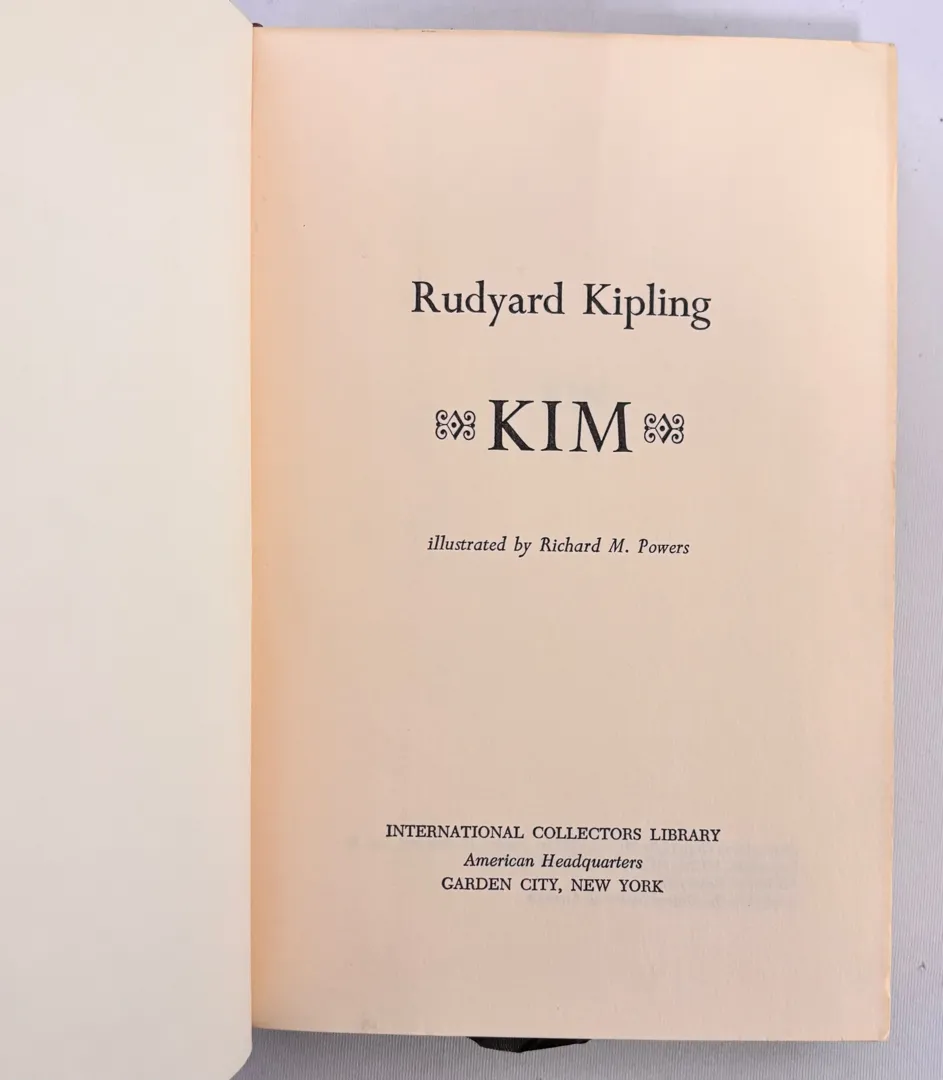 Rudyard Kipling
KIM
illustrated by Richard M. Powers
INTERNATIONAL COLLECTORS LIBRARY
American Headquarters
GARDEN CITY, NEW YORK